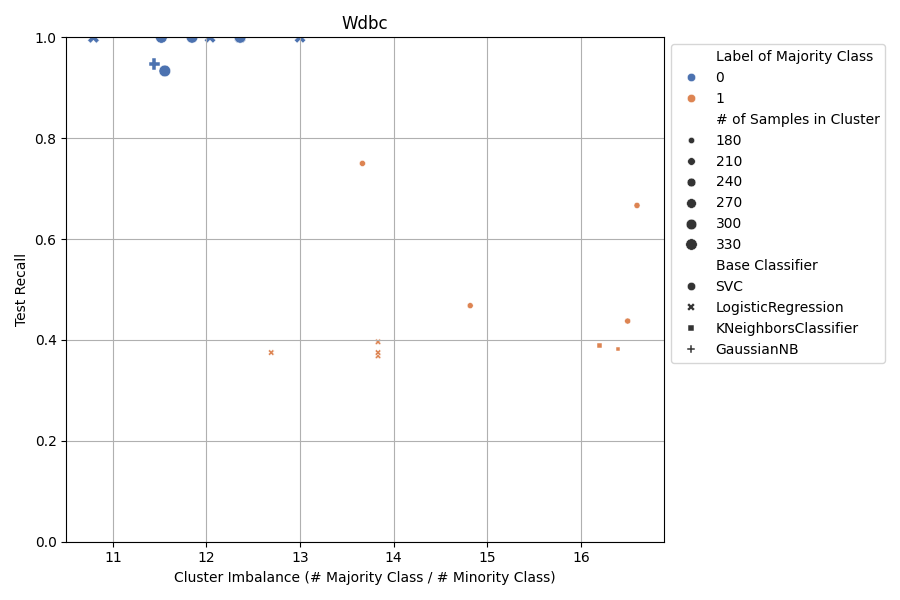 Wdbc
1.0
0.8
0.6
0.4
0.2
0.0
Test Recall
11
12
13
14
15
16
Cluster Imbalance (# Majority Class / # Minority Class)
Label of Majority Class
0
1
# of Samples in Cluster
180
210
240
270
300
330
Base Classifier
SVC
LogisticRegression
KNeighborsClassifier
GaussianNB